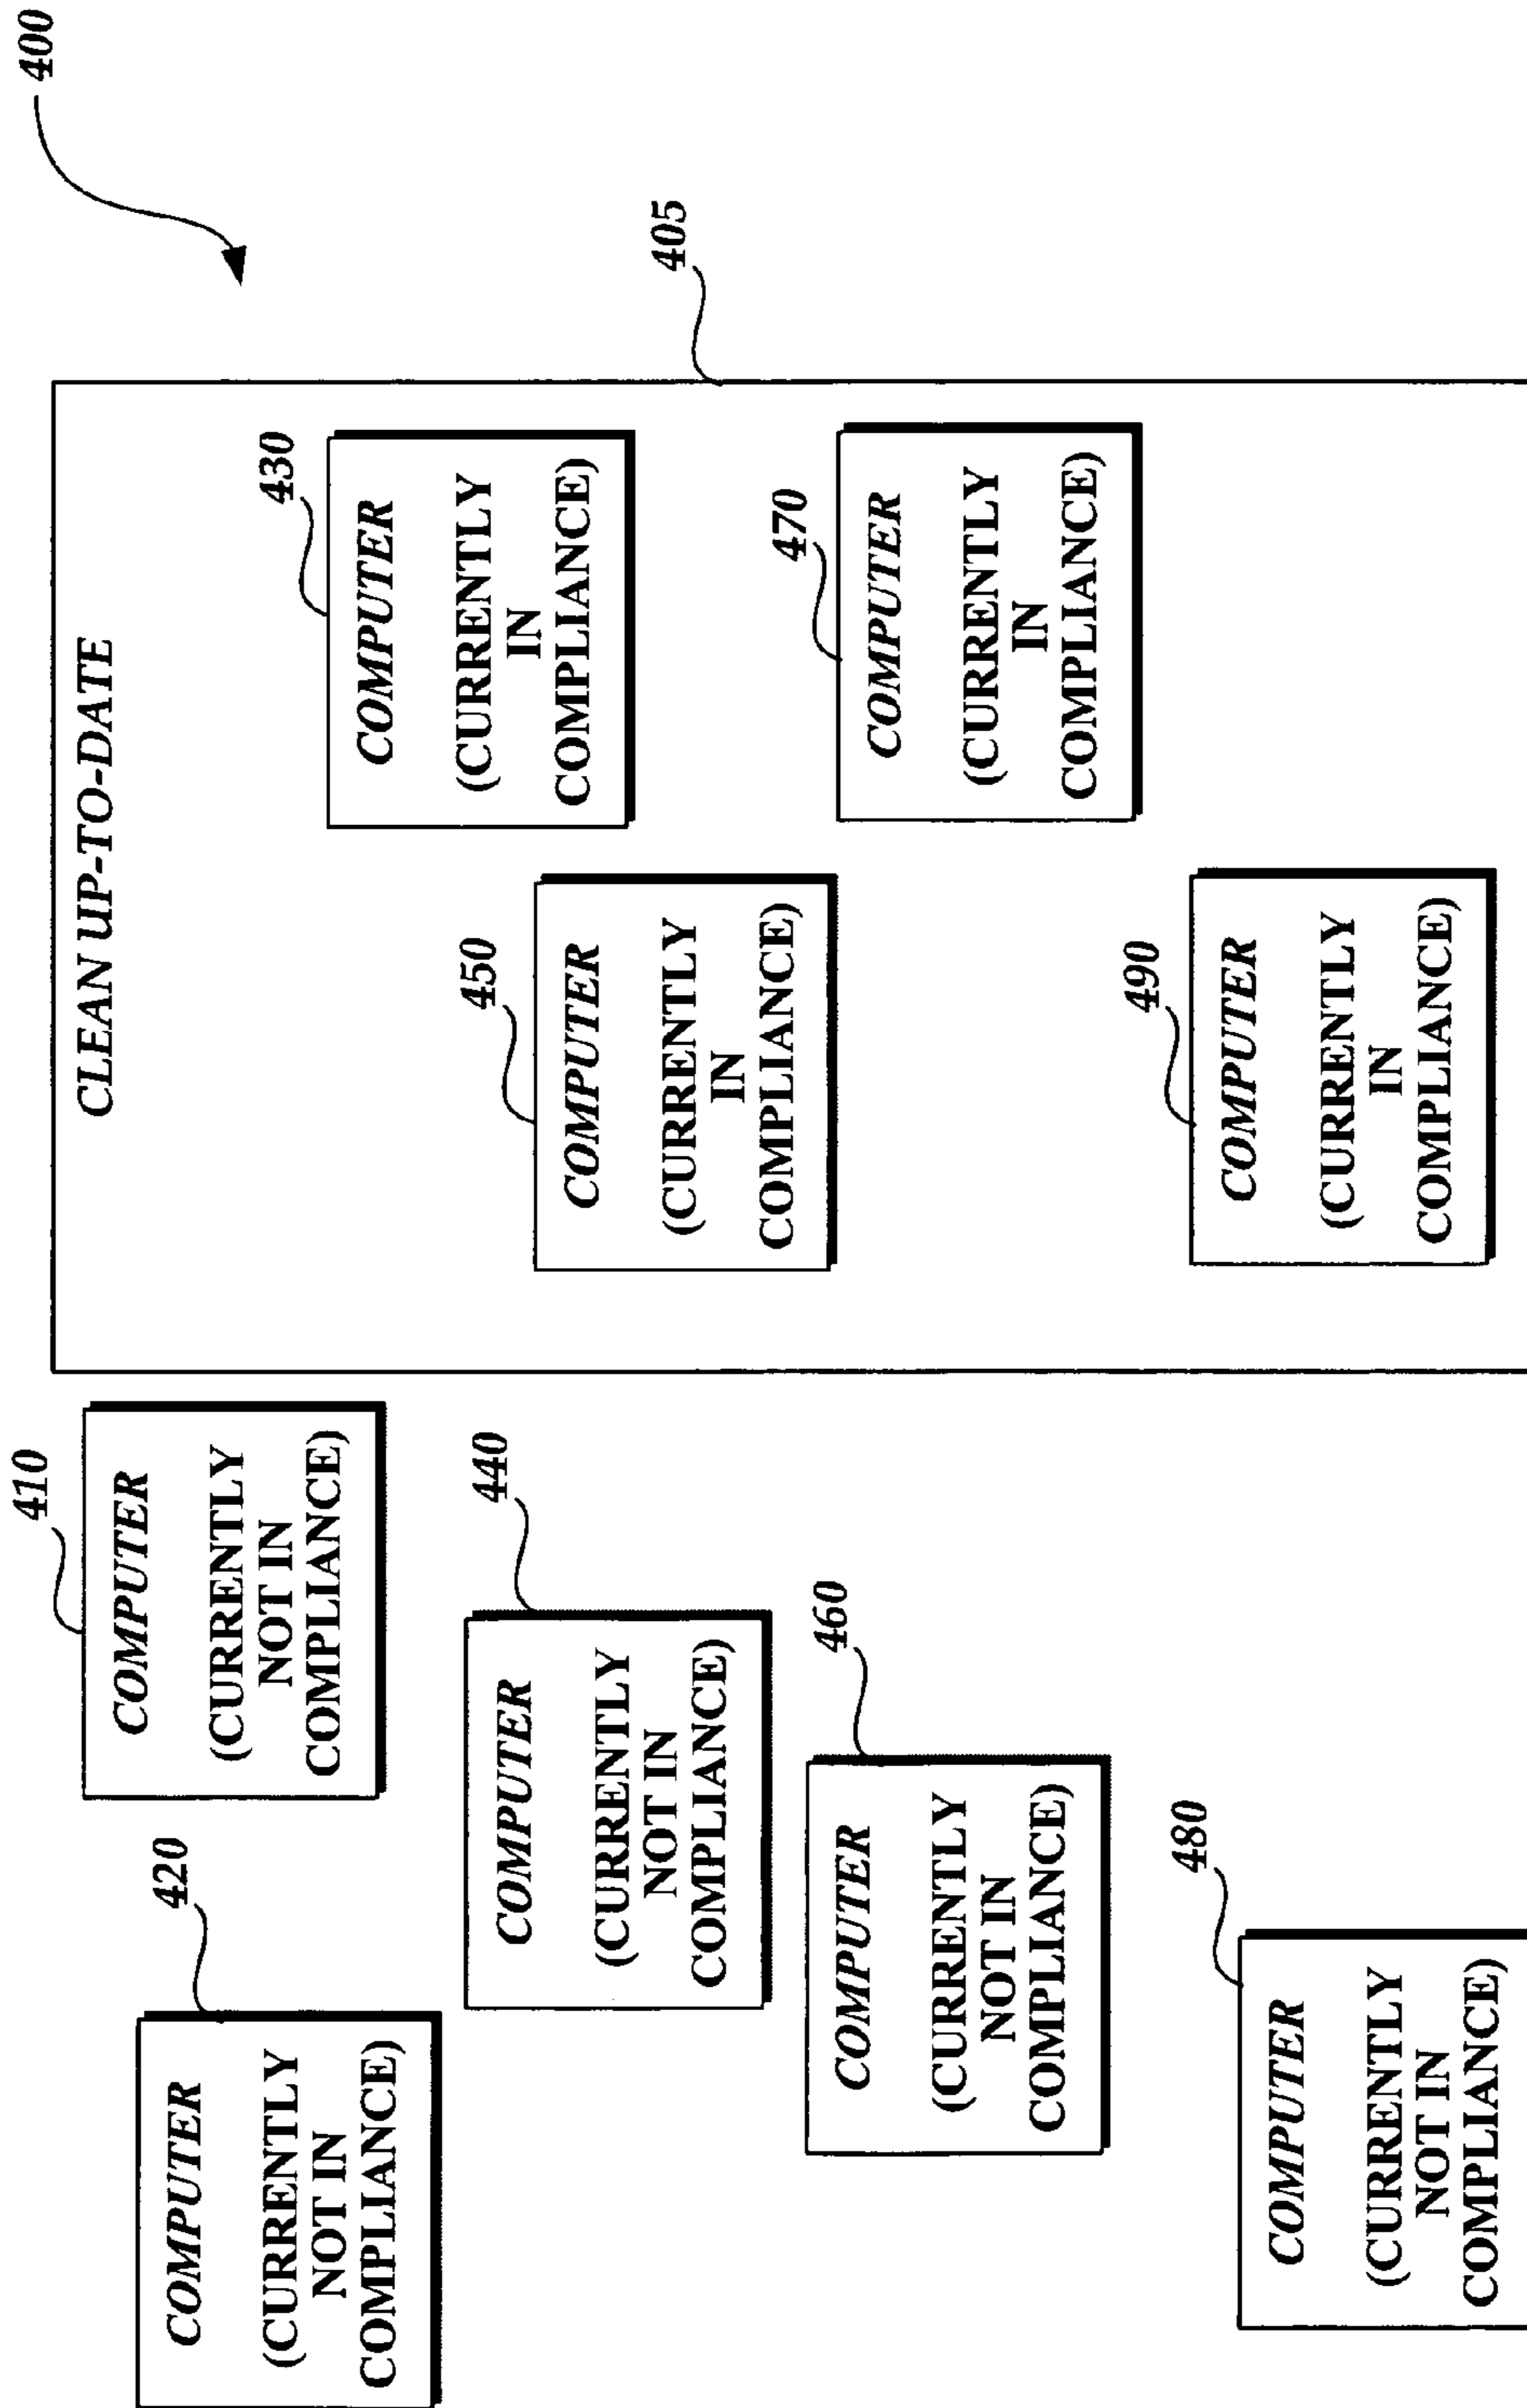 400
405
CLEAN UP-TO-DATE
430
COMPUTER
(CURRENTLY
IN
COMPLIANCE)
450
COMPUTER
(CURRENTLY
IN
COMPLIANCE)
470
COMPUTER
(CURRENTLY
IN
COMPLIANCE)
490
COMPUTER
(CURRENTLY
IN
COMPLIANCE)
410
COMPUTER
(CURRENTLY
NOT IN
COMPLIANCE)
420
COMPUTER
(CURRENTLY
NOT IN
COMPLIANCE)
440
COMPUTER
(CURRENTLY
NOT IN
COMPLIANCE)
460
COMPUTER
(CURRENTLY
NOT IN
COMPLIANCE)
480
COMPUTER
(CURRENTLY
NOT IN
COMPLIANCE)